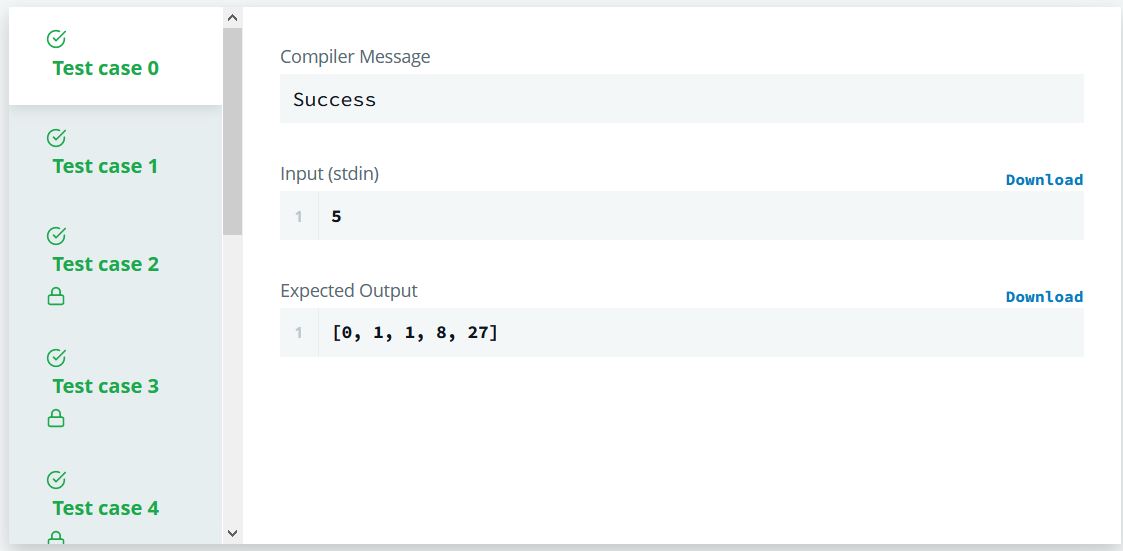 Test case 0
Test case 1
Test case 2
Test case 3
Test case 4
Compiler Message
Success
Input (stdin)
Download
1 5
Expected Output
Download
1 [0, 1, 1, 8, 27]